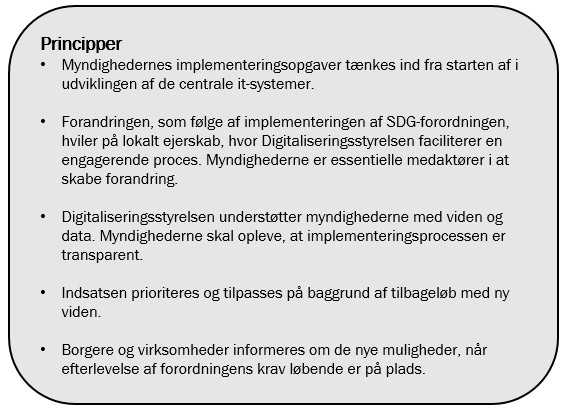 Principper
• Myndighedernes implementeringsopgaver tænkes ind fra starten af i
udviklingen af de centrale it-systemer.
• Forandringen, som følge af implementeringen af SDG-forordningen,
hviler på lokalt ejerskab, hvor Digitaliseringsstyrelsen faciliterer en
engagerende proces. Myndighederne er essentielle medaktører i at
skabe forandring.
• Digitaliseringsstyrelsen understøtter myndighederne med viden og
data. Myndighederne skal opleve, at implementeringsprocessen er
transparent.
• Indsatsen prioriteres og tilpasses på baggrund af tilbageløb med ny
viden.
• Borgere og virksomheder informeres om de nye muligheder, når
efterlevelse af forordningens krav løbende er på plads.